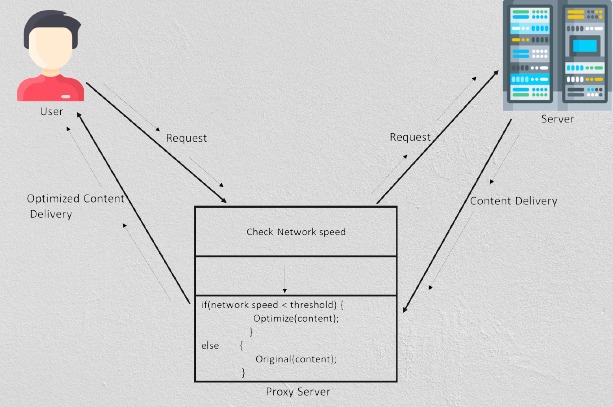 User
Server
Request
Request
Optimized Content
Delivery
Content Delivery
Check Network speed
if(network speed < threshold) {
Optimize(content);
}
else {
Original(content);
}
Proxy Server